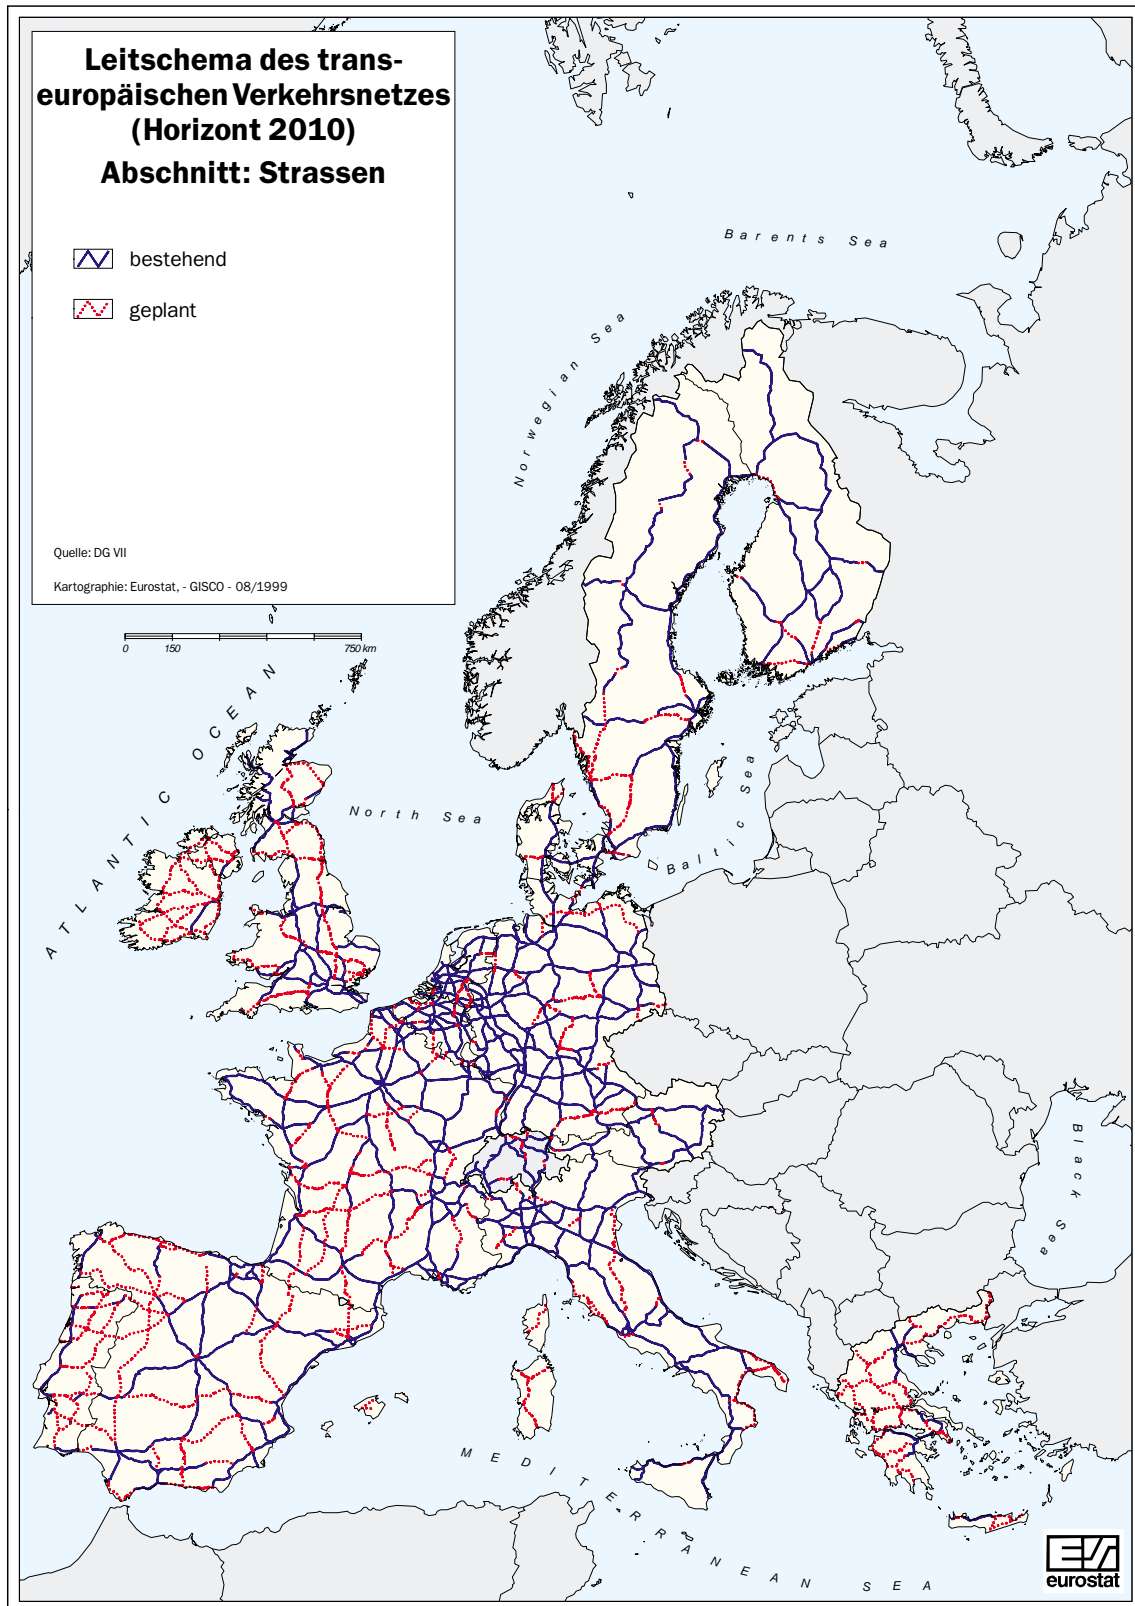 Leitschema des trans-
europäischen Verkehrsnetzes
(Horizont 2010)
Abschnitt: Strassen
bestehend
geplant
Quelle: DG VII
Kartographie: Eurostat, - GISCO - 08/1999
0 150 750 km
Barents Sea
Norwegian Sea
ATLANTIC OCEAN
North Sea
Baltic Sea
Black Sea
MEDITERRANEAN SEA
eurostat